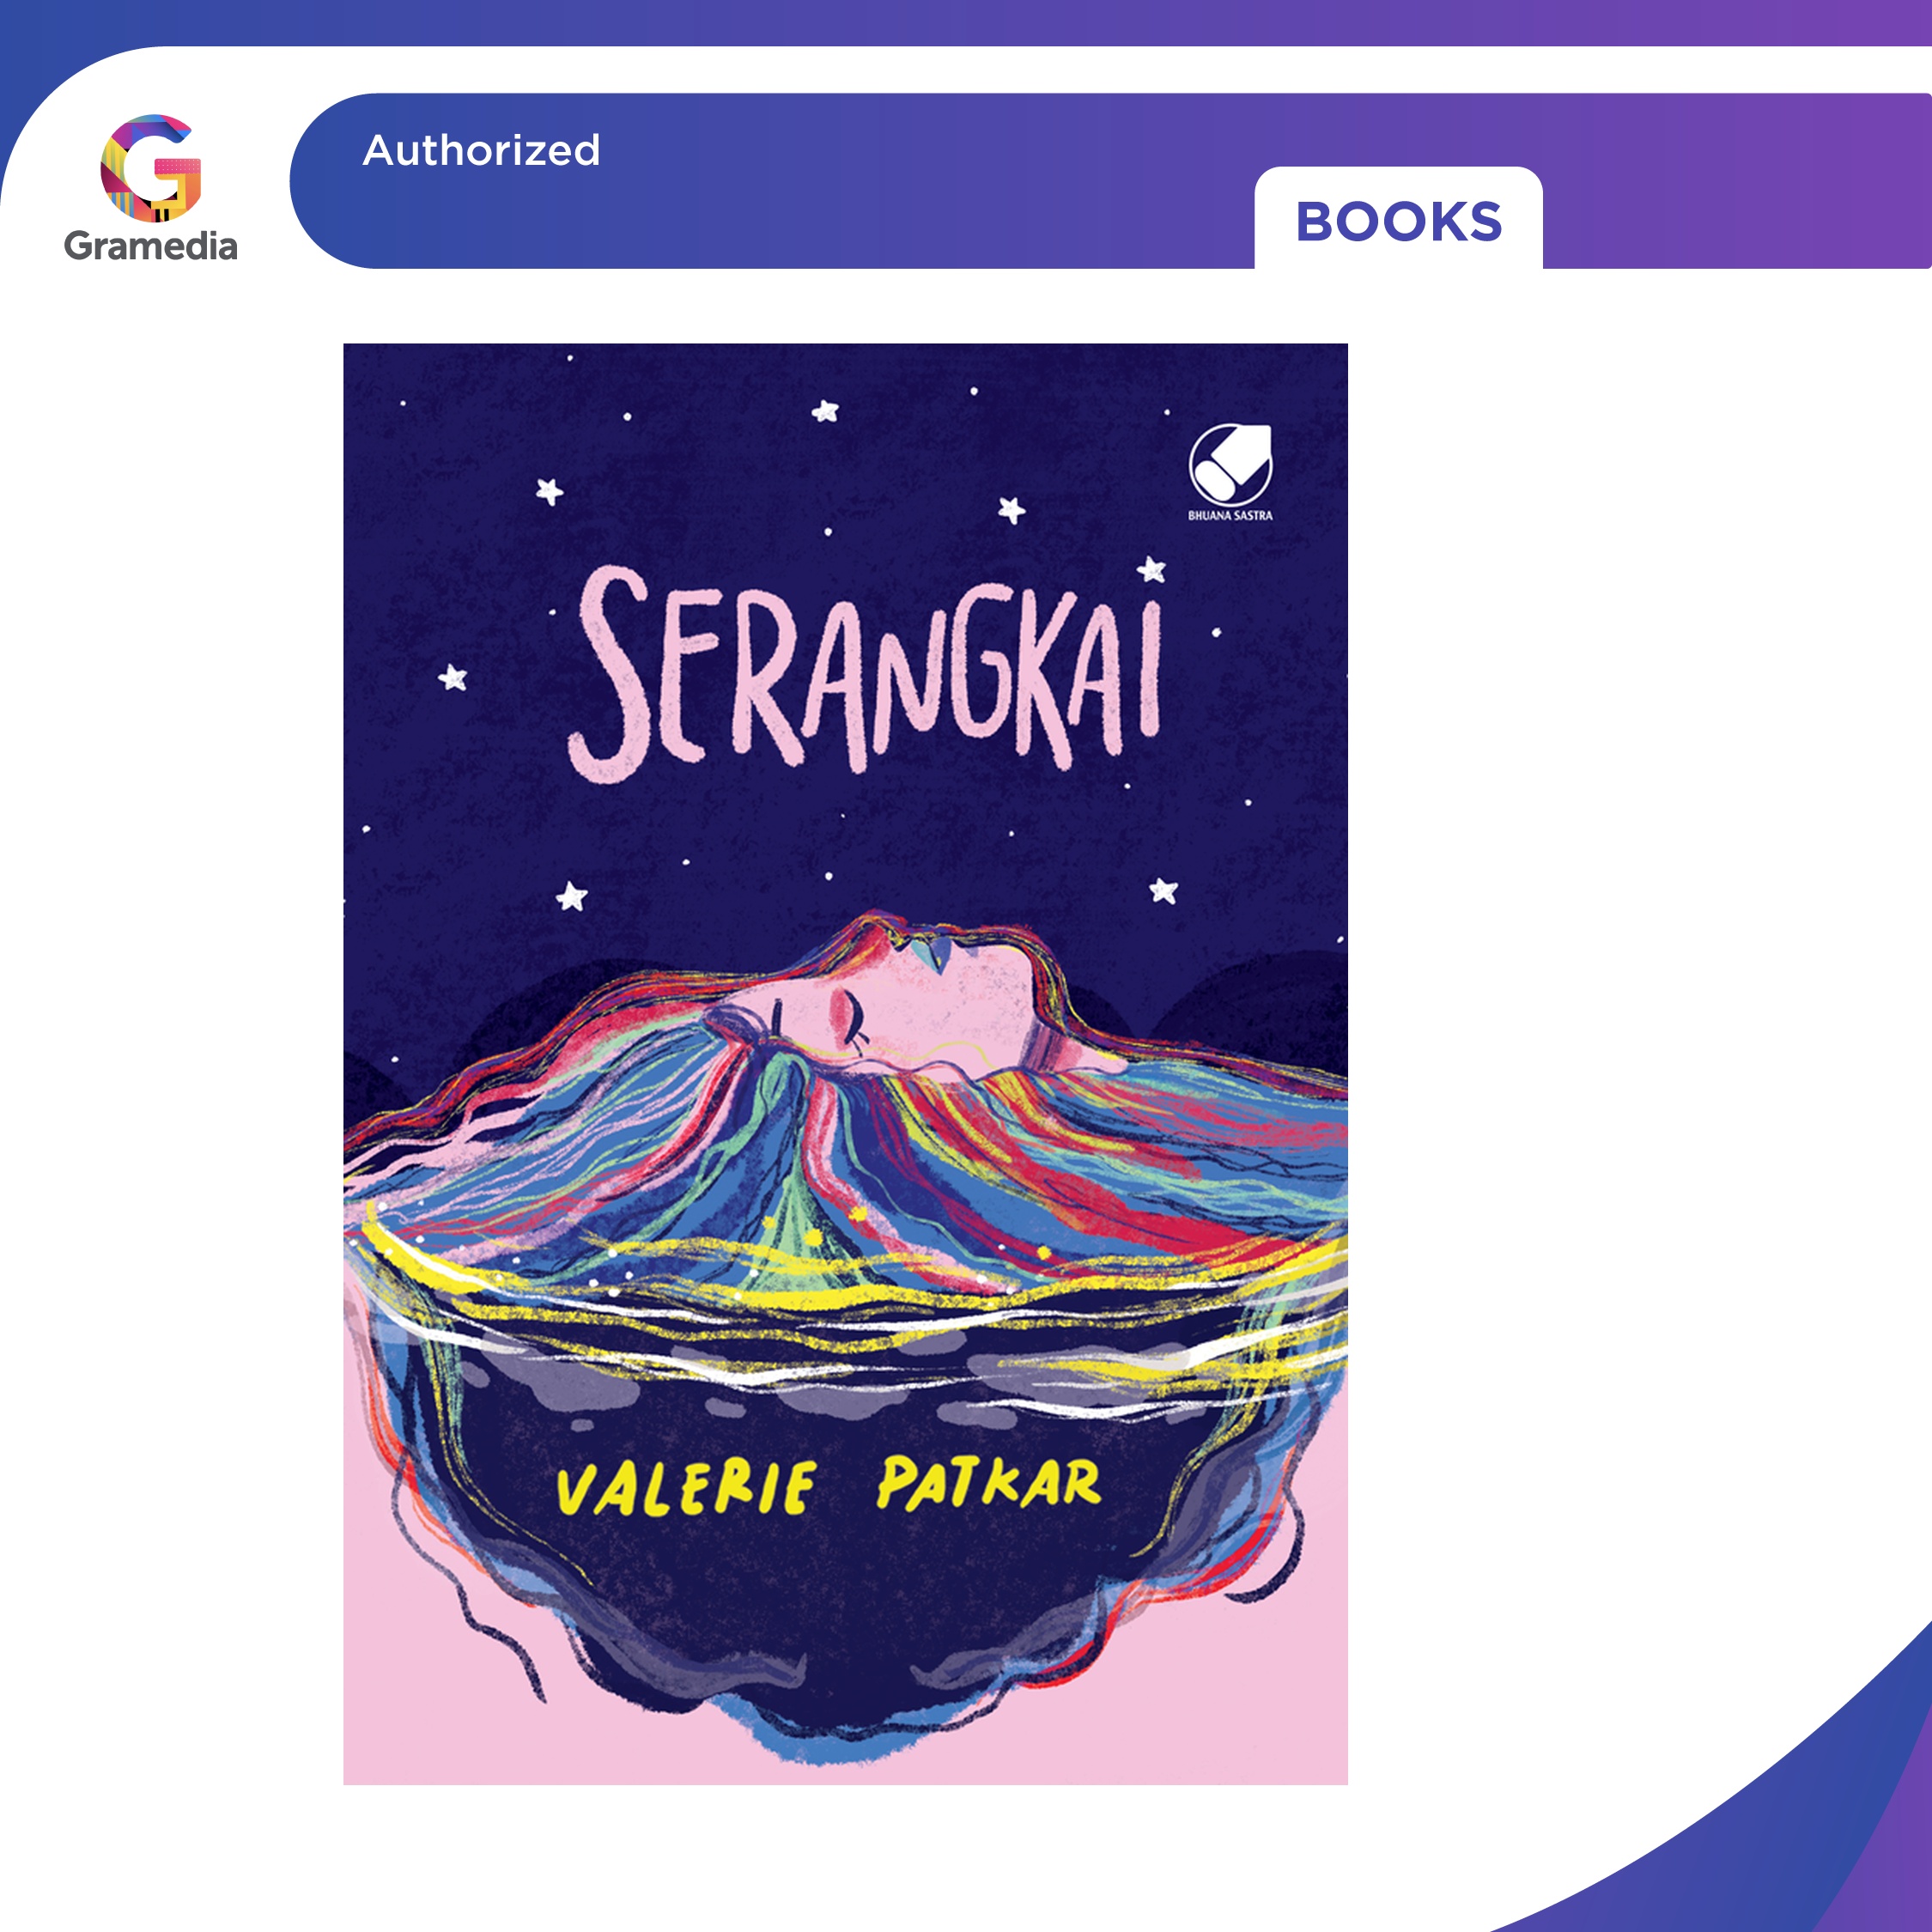 Authorized
Gramedia
BOOKS
BHUANA SASTRA
SERANGKAI
VALERIE PATKAR